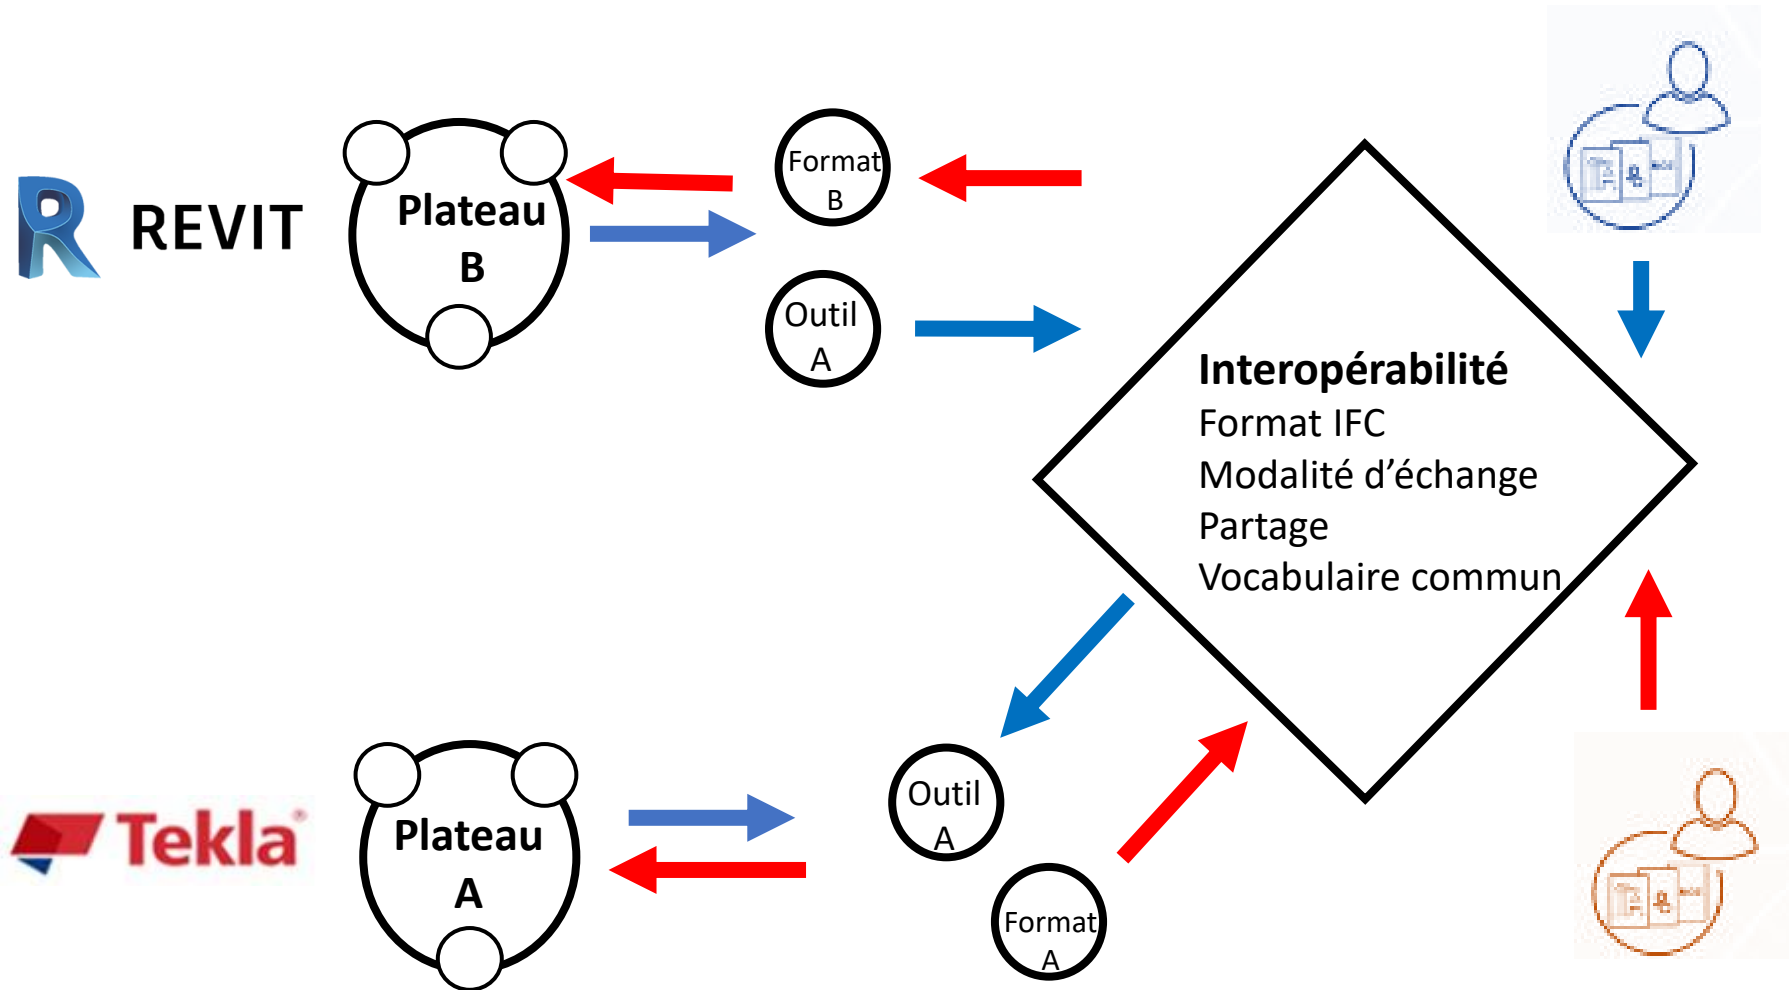 REVIT
Plateau
B
Format
B
Outil
A
Interopérabilité
Format IFC
Modalité d’échange
Partage
Vocabulaire commun
Tekla®
Plateau
A
Outil
A
Format
A